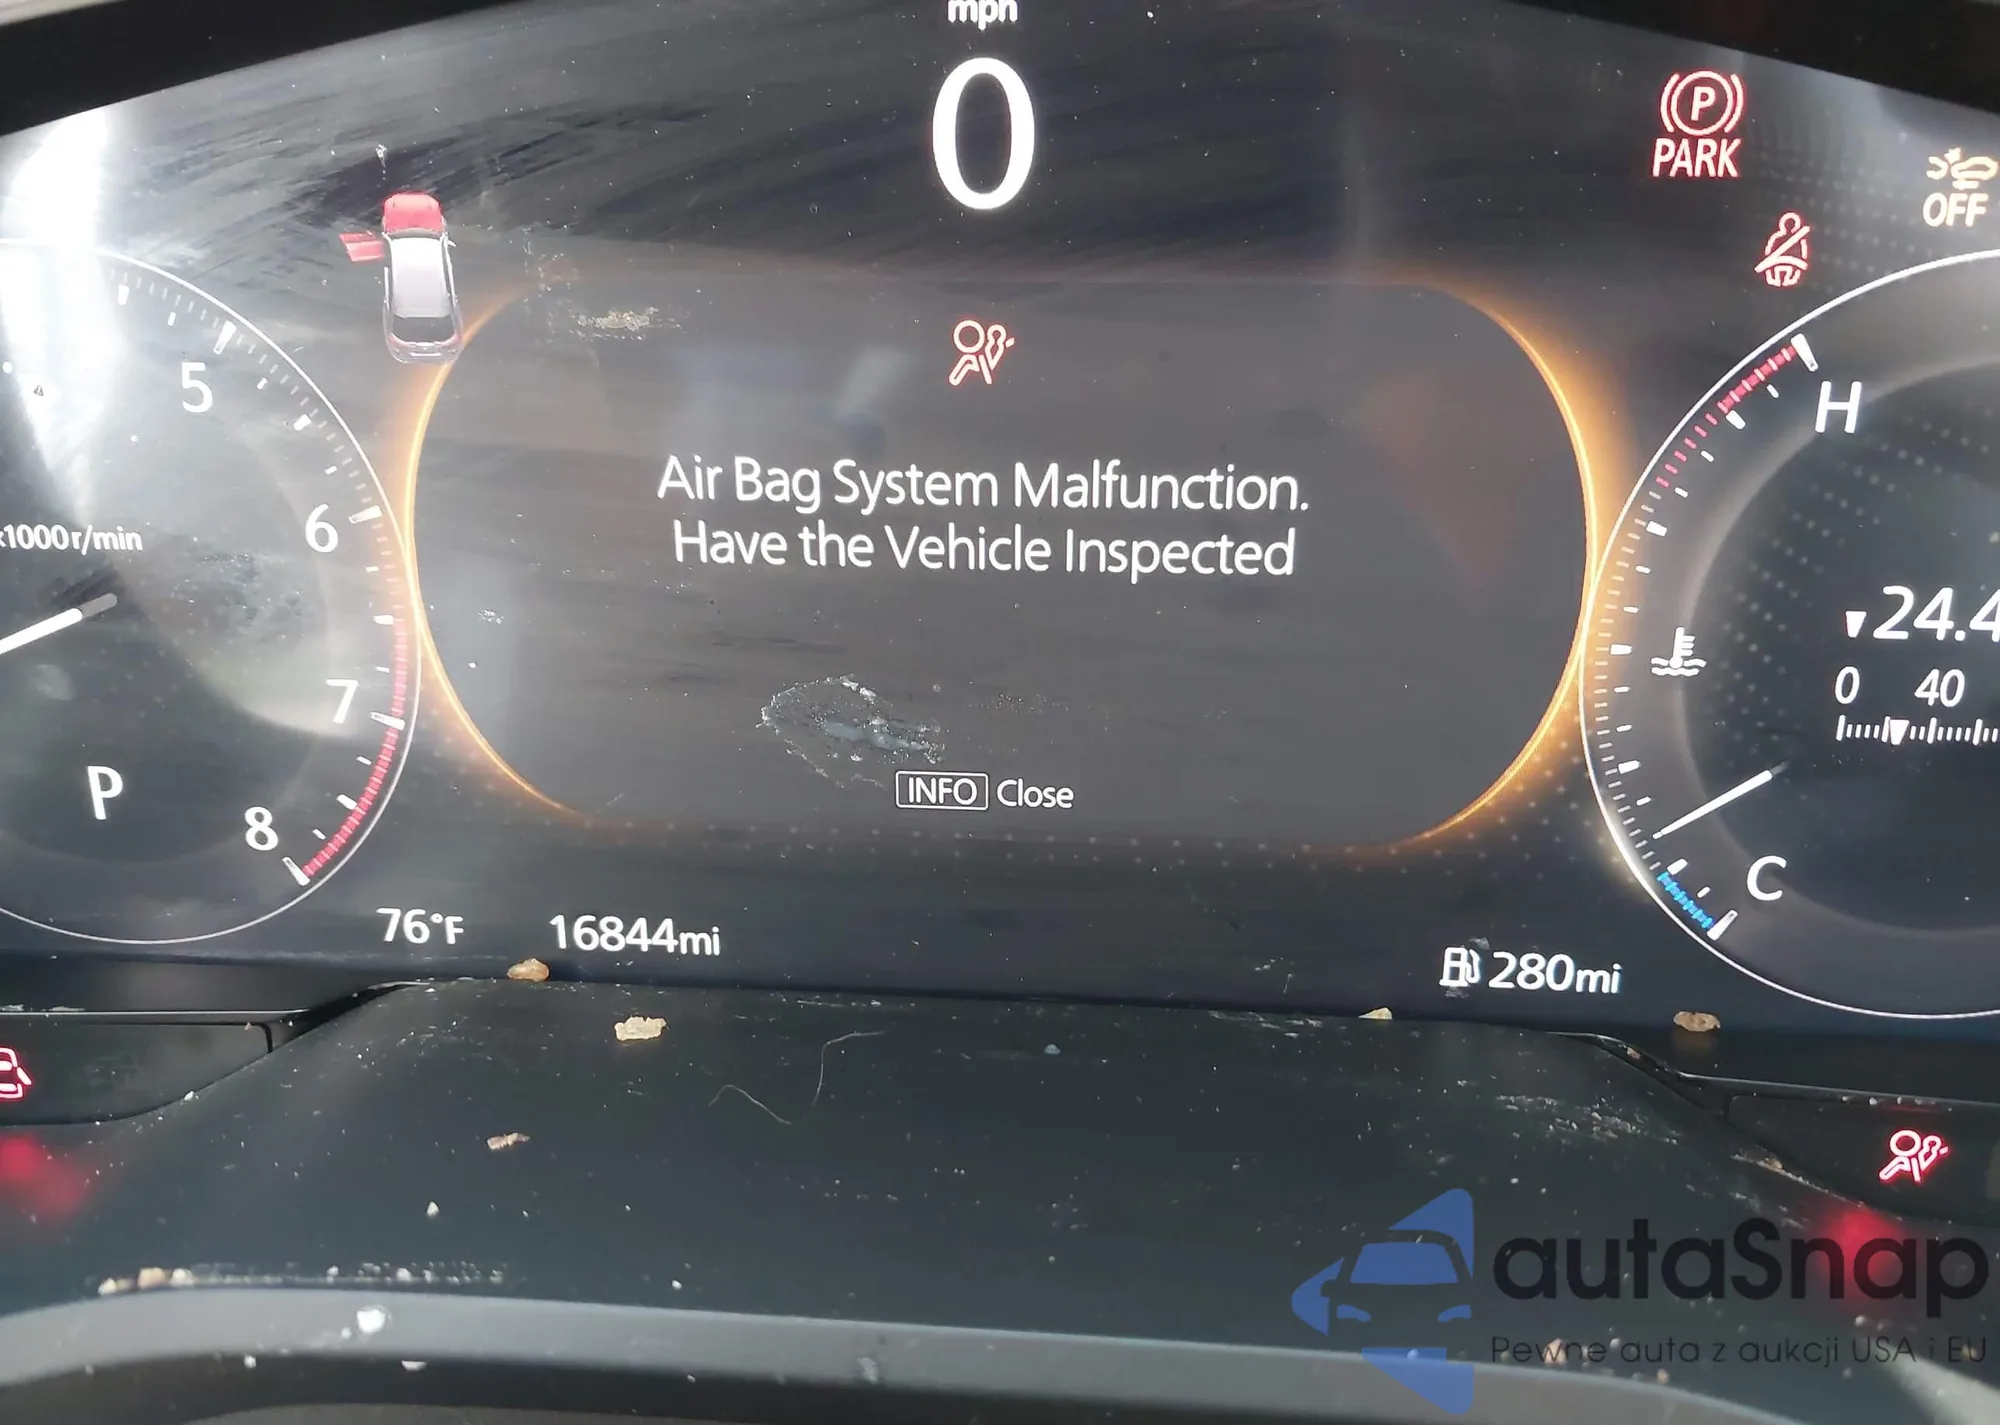 mph
0
P
PARK
OFF
5
6
x1000r/min
7
8
P
Air Bag System Malfunction.
Have the Vehicle Inspected
INFO Close
H
24.4
0 40
C
76°F
16844mi
280mi
autaSnap
Pewne auta z aukcji USA i EU